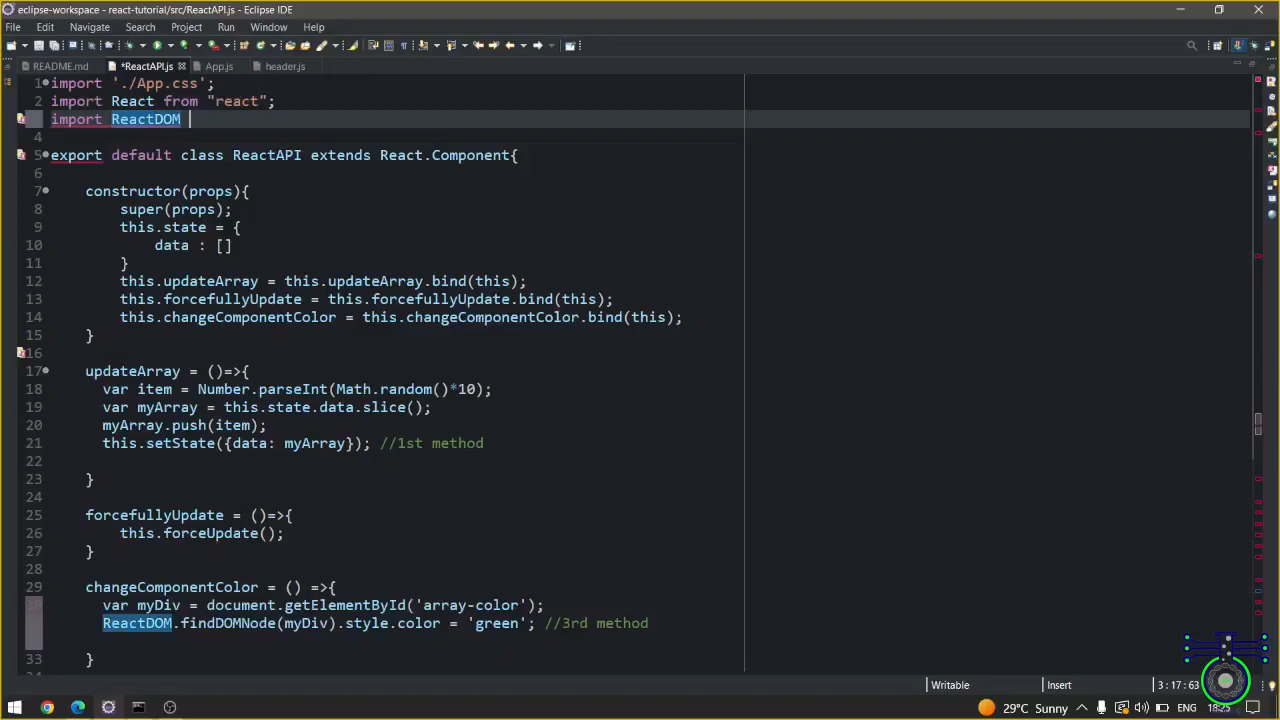 eclipse-workspace - react-tutorial/src/ReactAPI.js - Eclipse IDE
File Edit Navigate Search Project Run Window Help
README.md *ReactAPI.js App.js header.js
1 import './App.css';
2 import React from "react";
import ReactDOM
4
5 export default class ReactAPI extends React.Component{
6
7 constructor(props){
8 super(props);
9 this.state = {
10 data : []
11 }
12 this.updateArray = this.updateArray.bind(this);
13 this.forcefullyUpdate = this.forcefullyUpdate.bind(this);
14 this.changeComponentColor = this.changeComponentColor.bind(this);
15 }
16
17 updateArray = ()=>{
18 var item = Number.parseInt(Math.random()*10);
19 var myArray = this.state.data.slice();
20 myArray.push(item);
21 this.setState({data: myArray}); //1st method
22
23 }
24
25 forcefullyUpdate = ()=>{
26 this.forceUpdate();
27 }
28
29 changeComponentColor = () =>{
var myDiv = document.getElementById('array-color');
ReactDOM.findDOMNode(myDiv).style.color = 'green'; //3rd method
33 }
Writable Insert 3:17:63
29°C Sunny ENG 18:25